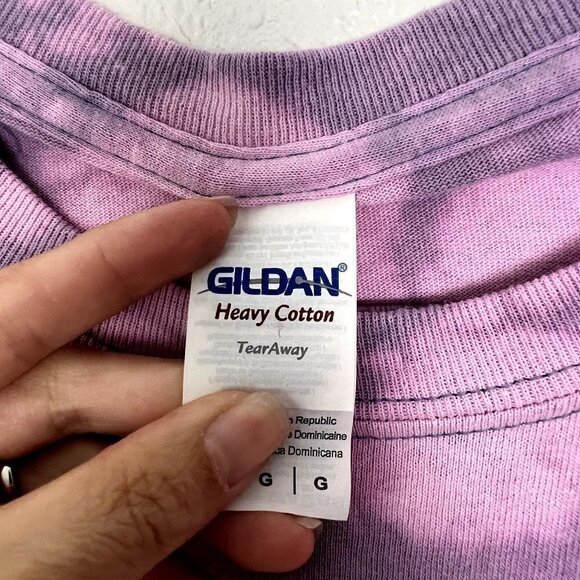 GILDAN®
Heavy Cotton
TearAway
Republic
Dominicaine
Dominicana
G | G